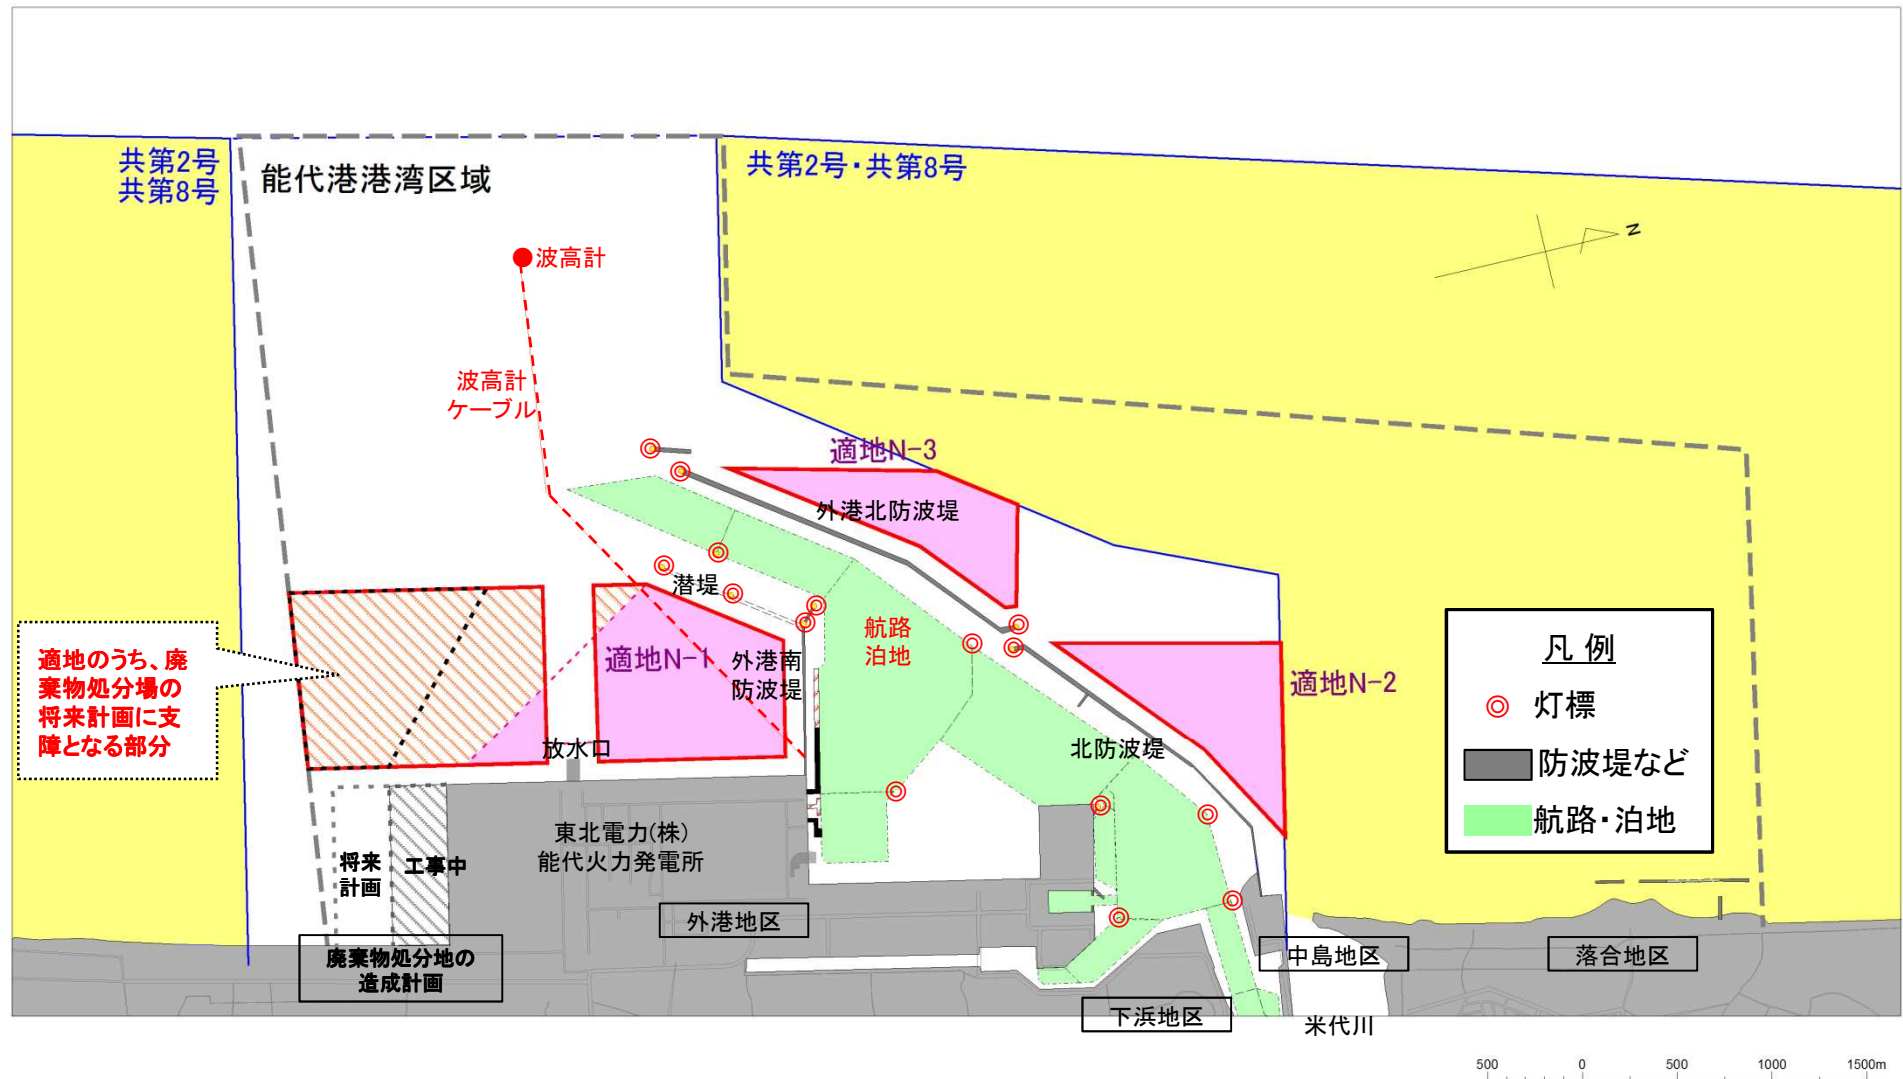 共第2号
共第8号
能代港港湾区域
共第2号・共第8号
N
波高計
波高計
ケーブル
適地N-3
外港北防波堤
潜堤
航路
泊地
適地N-1
外港南
防波堤
適地N-2
適地のうち、廃
棄物処分場の
将来計画に支
障となる部分
放水口
北防波堤
凡 例
灯標
防波堤など
航路・泊地
東北電力(株)
能代火力発電所
将来
計画
工事中
外港地区
廃棄物処分地の
造成計画
中島地区
落合地区
下浜地区
米代川
500 0 500 1000 1500m